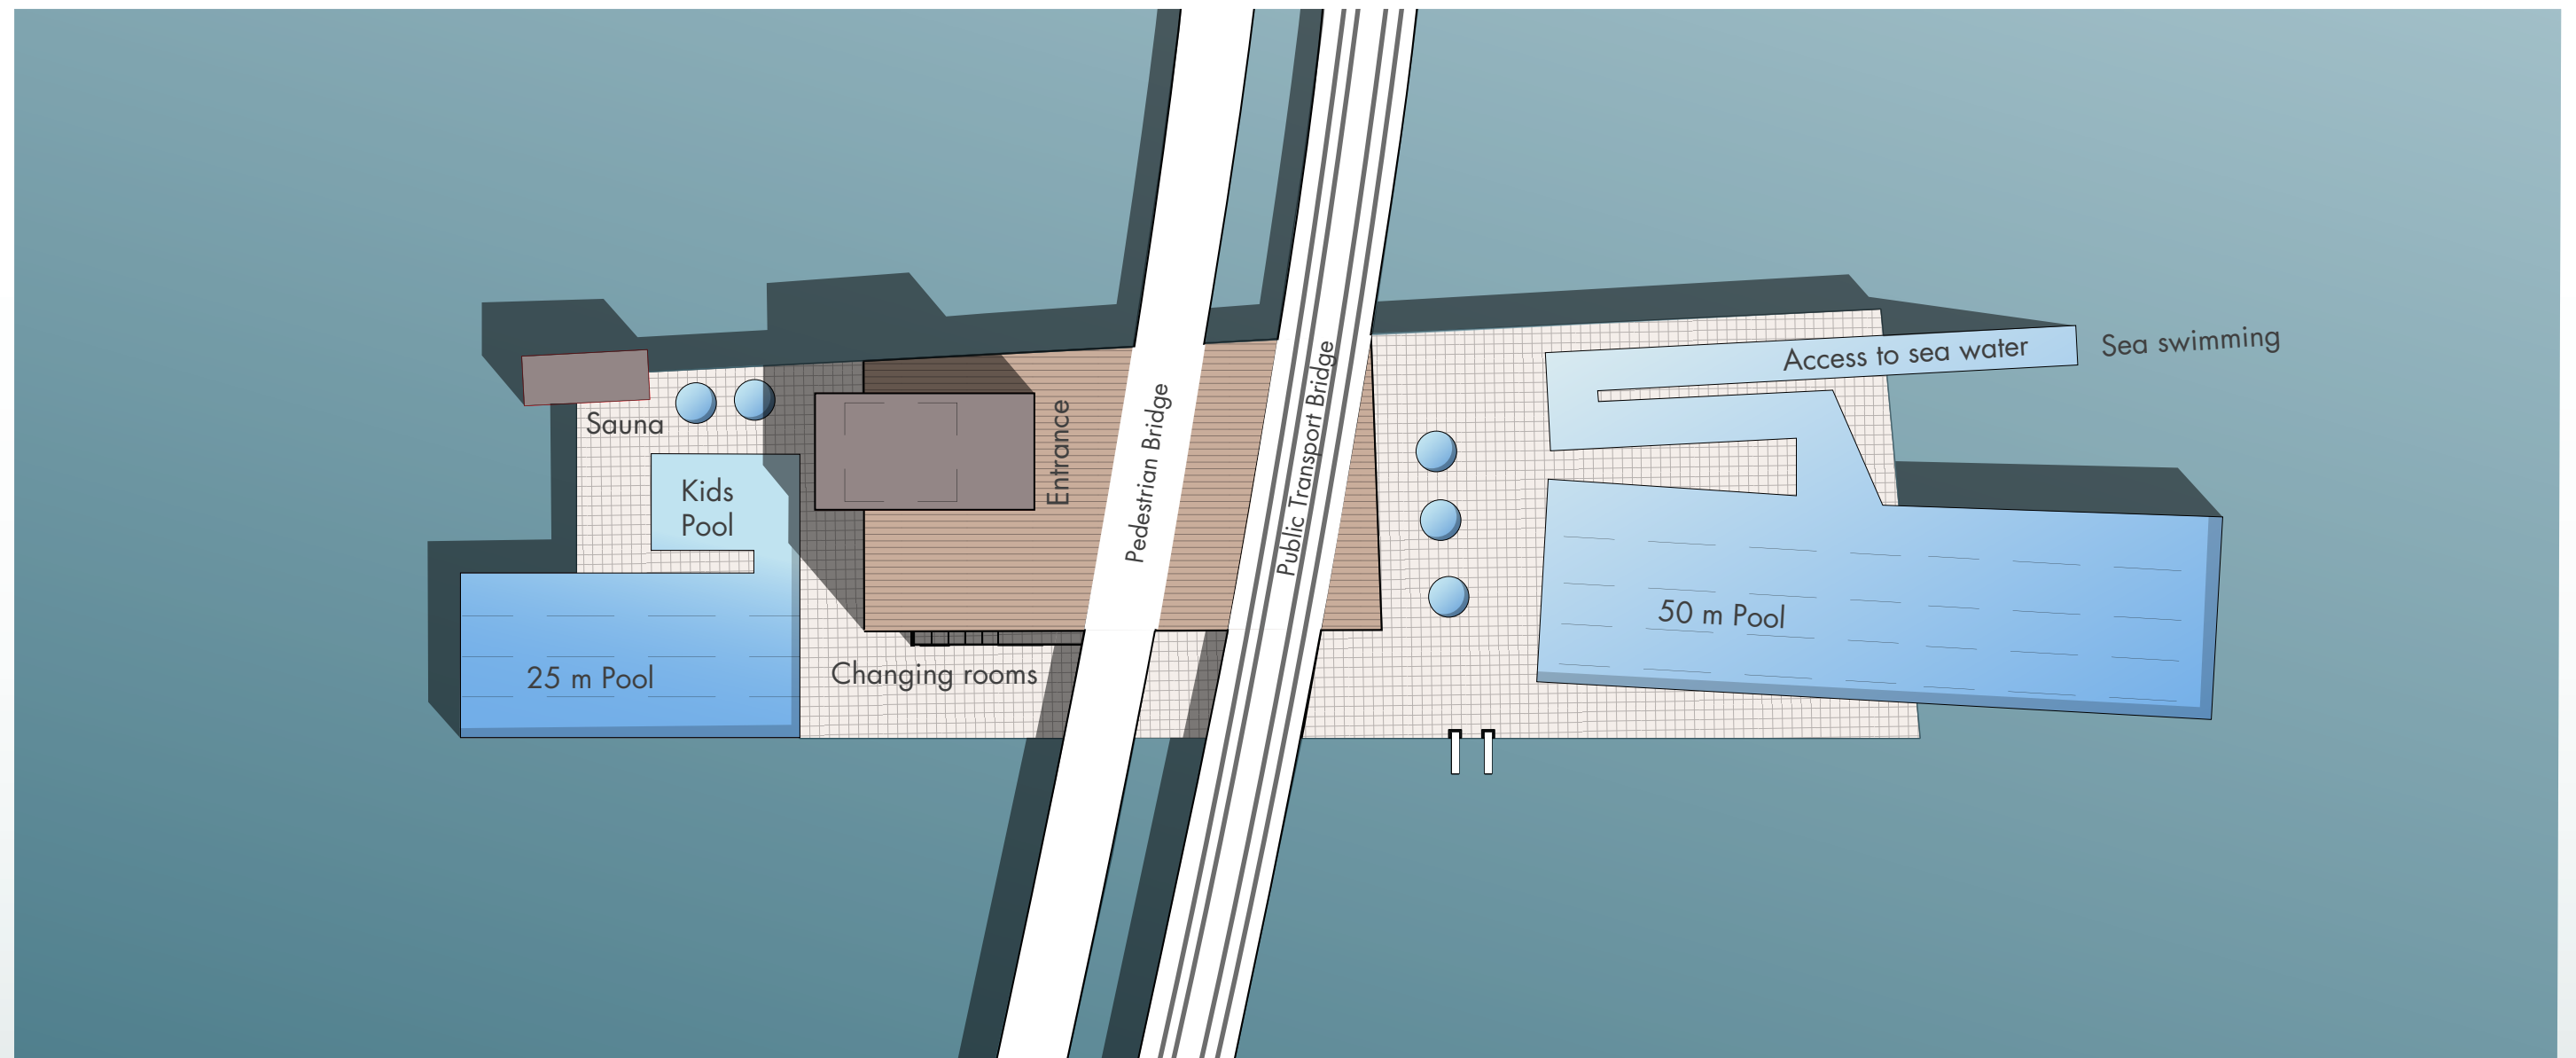 Sauna
Kids
Pool
25 m Pool
Entrance
Changing rooms
Pedestrian Bridge
Public Transport Bridge
Access to sea water
Sea swimming
50 m Pool